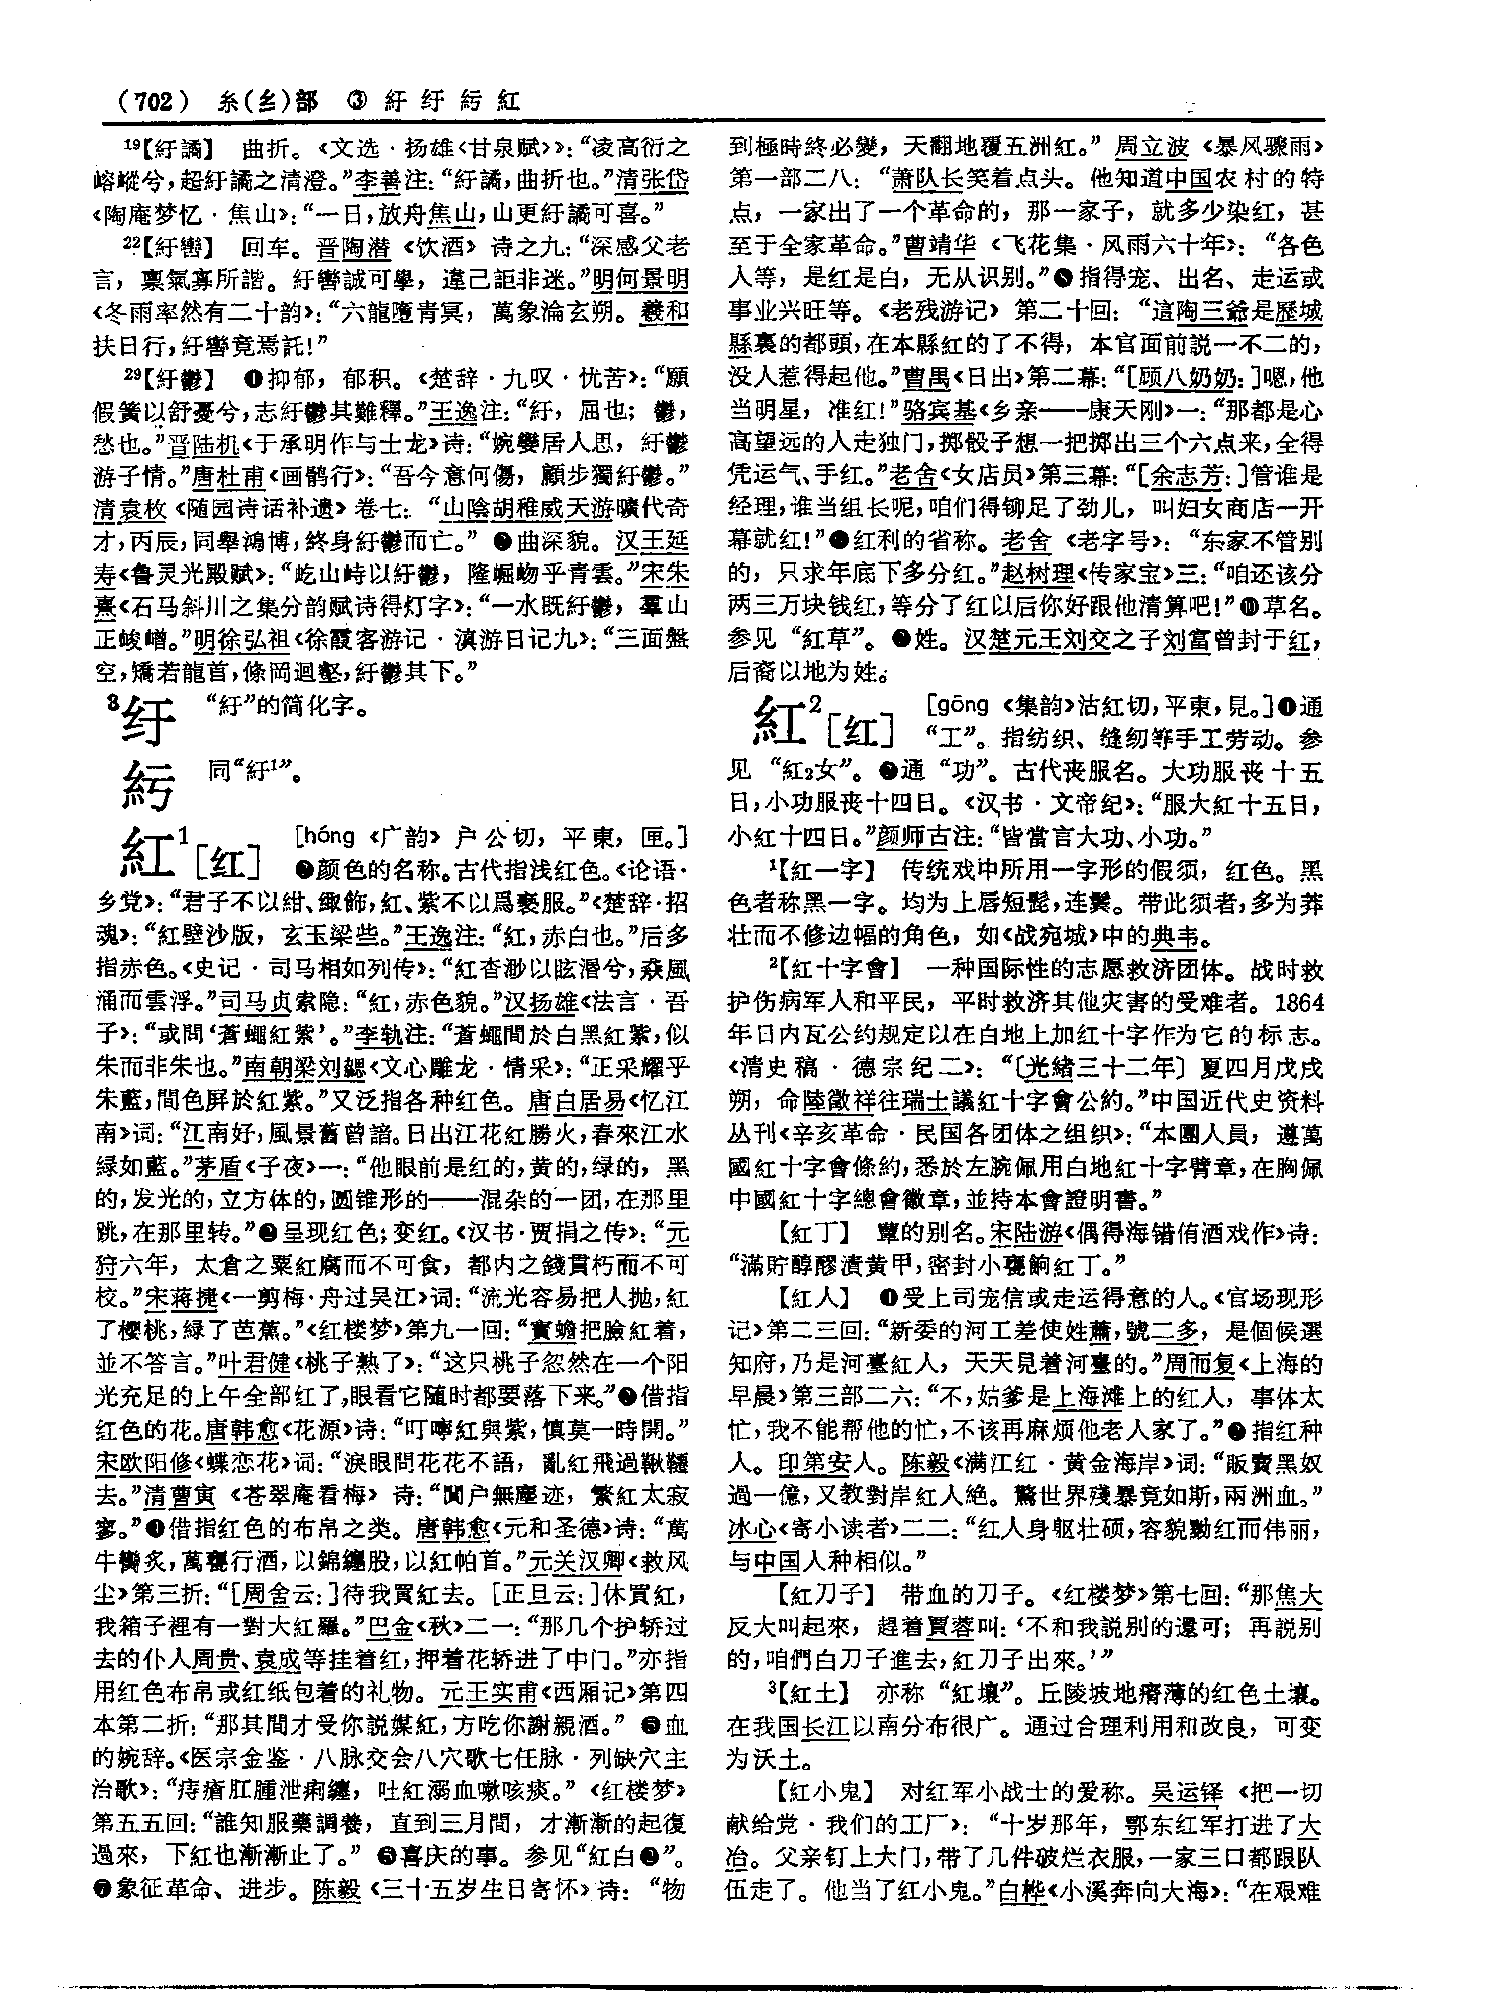 (702) 糸(纟)部 ③ 紆 纡 䊸 紅
19【紆譎】 曲折。《文选·扬雄〈甘泉赋〉》：“凌高衍之
嵱嵷兮，超紆譎之清澄。”李善注：“紆譎，曲折也。”清张岱
《陶庵梦忆·焦山》：“一日，放舟焦山，山更紆譎可喜。”
22【紆轡】 回车。晋陶潜《饮酒》诗之九：“深感父老
言，禀氣寡所諧。紆轡誠可學，違己詎非迷。”明何景明
《冬雨率然有二十韵》：“六龍墮青冥，萬象淪玄朔。羲和
扶日行，紆轡竟焉託！”
29【紆鬱】 ❶抑郁，郁积。《楚辞·九叹·忧苦》：“願
假簧以舒憂兮，志紆鬱其難釋。”王逸注：“紆，屈也；鬱，
愁也。”晋陆机《于承明作与士龙》诗：“婉孌居人思，紆鬱
游子情。”唐杜甫《画鹘行》：“吾今意何傷，顧步獨紆鬱。”
清袁枚《随园诗话补遗》卷七：“山陰胡稚威天游曠代奇
才，丙辰，同舉鴻博，終身紆鬱而亡。” ❷曲深貌。汉王延
寿《鲁灵光殿赋》：“屹山峙以紆鬱，隆崛岉乎青雲。”宋朱
熹《石马斜川之集分韵赋诗得灯字》：“一水既紆鬱，羣山
正崚嶒。”明徐弘祖《徐霞客游记·滇游日记九》：“三面盤
空，矯若龍首，條岡迴壑，紆鬱其下。”
3纡 “紆”的简化字。
䊸 同“紆1”。
紅1[红] [hóng《广韵》户公切，平東，匣。]
❶颜色的名称。古代指浅红色。《论语·
乡党》：“君子不以紺、緅飾，紅、紫不以爲褻服。”《楚辞·招
魂》：“紅壁沙版，玄玉梁些。”王逸注：“紅，赤白也。”后多
指赤色。《史记·司马相如列传》：“紅杳渺以眩湣兮，猋風
涌而雲浮。”司马贞索隐：“紅，赤色貌。”汉扬雄《法言·吾
子》：“或問‘蒼蠅紅紫’。”李轨注：“蒼蠅間於白黑紅紫，似
朱而非朱也。”南朝梁刘勰《文心雕龙·情采》：“正采耀乎
朱藍，間色屏於紅紫。”又泛指各种红色。唐白居易《忆江
南》词：“江南好，風景舊曾諳。日出江花紅勝火，春來江水
緑如藍。”茅盾《子夜》一：“他眼前是红的，黄的，绿的，黑
的，发光的，立方体的，圆锥形的——混杂的一团，在那里
跳，在那里转。”❷呈现红色；变红。《汉书·贾捐之传》：“元
狩六年，太倉之粟紅腐而不可食，都内之錢貫朽而不可
校。”宋蒋捷《一剪梅·舟过吴江》词：“流光容易把人抛，紅
了樱桃，緑了芭蕉。”《红楼梦》第九一回：“寳蟾把臉紅着，
並不答言。”叶君健《桃子熟了》：“这只桃子忽然在一个阳
光充足的上午全部红了，眼看它随时都要落下来。”❸借指
红色的花。唐韩愈《花源》诗：“叮嚀紅與紫，慎莫一時開。”
宋欧阳修《蝶恋花》词：“淚眼問花花不語，亂紅飛過鞦韆
去。”清曹寅《苍翠庵看梅》诗：“閴户無塵迹，繁紅太寂
寥。”❹借指红色的布帛之类。唐韩愈《元和圣德》诗：“萬
牛臠炙，萬甕行酒，以錦纏股，以紅帕首。”元关汉卿《救风
尘》第三折：“[周舍云：]待我買紅去。[正旦云：]休買紅，
我箱子裡有一對大紅羅。”巴金《秋》二一：“那几个护轿过
去的仆人周贵、袁成等挂着红，押着花轿进了中门。”亦指
用红色布帛或红纸包着的礼物。元王实甫《西厢记》第四
本第二折：“那其間才受你説媒紅，方吃你謝親酒。” ❺血
的婉辞。《医宗金鉴·八脉交会八穴歌七任脉·列缺穴主
治歌》：“痔瘡肛腫泄痢纏，吐紅溺血嗽咳痰。”《红楼梦》
第五五回：“誰知服藥調養，直到三月間，才漸漸的起復
過來，下紅也漸漸止了。” ❻喜庆的事。参见“紅白❷”。
❼象征革命、进步。陈毅《三十五岁生日寄怀》诗：“物
到極時終必變，天翻地覆五洲紅。”周立波《暴风骤雨》
第一部二八：“萧队长笑着点头。他知道中国农村的特
点，一家出了一个革命的，那一家子，就多少染红，甚
至于全家革命。”曹靖华《飞花集·风雨六十年》：“各色
人等，是红是白，无从识别。”❽指得宠、出名、走运或
事业兴旺等。《老残游记》第二十回：“這陶三爺是歷城
縣裏的都頭，在本縣紅的了不得，本官面前説一不二的，
没人惹得起他。”曹禺《日出》第二幕：“[顾八奶奶：]嗯，他
当明星，准红！”骆宾基《乡亲——康天刚》一：“那都是心
高望远的人走独门，掷骰子想一把掷出三个六点来，全得
凭运气、手红。”老舍《女店员》第三幕：“[余志芳：]管谁是
经理，谁当组长呢，咱们得铆足了劲儿，叫妇女商店一开
幕就红！”❾红利的省称。老舍《老字号》：“东家不管别
的，只求年底下多分红。”赵树理《传家宝》三：“咱还该分
两三万块钱红，等分了红以后你好跟他清算吧！”❿草名。
参见“紅草”。⓫姓。汉楚元王刘交之子刘富曾封于红，
后裔以地为姓。
紅2[红] [gōng《集韵》沽紅切，平東，見。]❶通
“工”。指纺织、缝纫等手工劳动。参
见“紅2女”。❷通“功”。古代丧服名。大功服丧十五
日，小功服丧十四日。《汉书·文帝纪》：“服大紅十五日，
小紅十四日。”颜师古注：“皆當言大功、小功。”
1【紅一字】 传统戏中所用一字形的假须，红色。黑
色者称黑一字。均为上唇短髭，连鬓。带此须者，多为莽
壮而不修边幅的角色，如《战宛城》中的典韦。
2【紅十字會】 一种国际性的志愿救济团体。战时救
护伤病军人和平民，平时救济其他灾害的受难者。1864
年日内瓦公约规定以在白地上加红十字作为它的标志。
《清史稿·德宗纪二》：“〔光緒三十二年〕夏四月戊戌
朔，命陸徵祥往瑞士議紅十字會公約。”中国近代史资料
丛刊《辛亥革命·民国各团体之组织》：“本團人員，遵萬
國紅十字會條約，悉於左腕佩用白地紅十字臂章，在胸佩
中國紅十字總會徽章，並持本會證明書。”
【紅丁】 蕈的别名。宋陆游《偶得海错侑酒戏作》诗：
“滿貯醇醪漬黄甲，密封小甕餉紅丁。”
【紅人】 ❶受上司宠信或走运得意的人。《官场现形
记》第二三回：“新委的河工差使姓蕭，號二多，是個候選
知府，乃是河臺紅人，天天見着河臺的。”周而复《上海的
早晨》第三部二六：“不，姑爹是上海滩上的红人，事体太
忙，我不能帮他的忙，不该再麻烦他老人家了。”❷指红种
人。印第安人。陈毅《满江红·黄金海岸》词：“販賣黑奴
過一億，又教對岸紅人絶。驚世界殘暴竟如斯，兩洲血。”
冰心《寄小读者》二二：“红人身躯壮硕，容貌黝红而伟丽，
与中国人种相似。”
【紅刀子】 带血的刀子。《红楼梦》第七回：“那焦大
反大叫起來，趕着賈蓉叫：‘不和我説别的還可；再説别
的，咱們白刀子進去，紅刀子出來。’”
3【紅土】 亦称“紅壤”。丘陵坡地瘠薄的红色土壤。
在我国长江以南分布很广。通过合理利用和改良，可变
为沃土。
【紅小鬼】 对红军小战士的爱称。吴运铎《把一切
献给党·我们的工厂》：“十岁那年，鄂东红军打进了大
冶。父亲钉上大门，带了几件破烂衣服，一家三口都跟队
伍走了。他当了红小鬼。”白桦《小溪奔向大海》：“在艰难